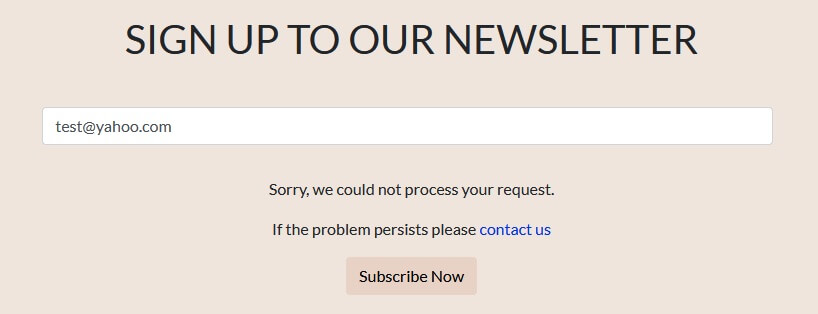 SIGN UP TO OUR NEWSLETTER
test@yahoo.com
Sorry, we could not process your request.
If the problem persists please contact us
Subscribe Now